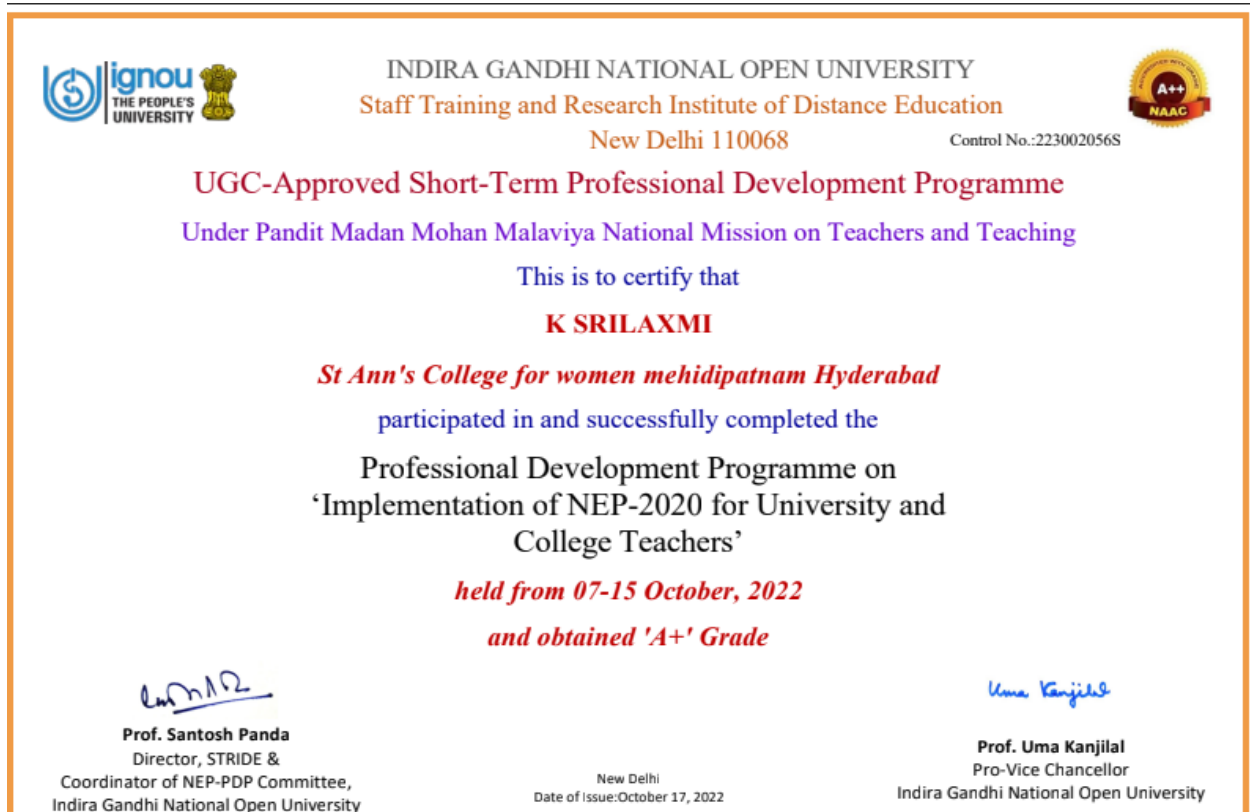 ignou
THE PEOPLE'S
UNIVERSITY
INDIRA GANDHI NATIONAL OPEN UNIVERSITY
Staff Training and Research Institute of Distance Education
New Delhi 110068
Control No.:223002056S
ACCREDITED WITH GRADE
A++
NAAC
UGC-Approved Short-Term Professional Development Programme
Under Pandit Madan Mohan Malaviya National Mission on Teachers and Teaching
This is to certify that
K SRILAXMI
St Ann's College for women mehidipatnam Hyderabad
participated in and successfully completed the
Professional Development Programme on
‘Implementation of NEP-2020 for University and
College Teachers’
held from 07-15 October, 2022
and obtained 'A+' Grade
Prof. Santosh Panda
Director, STRIDE &
Coordinator of NEP-PDP Committee,
Indira Gandhi National Open University
New Delhi
Date of Issue:October 17, 2022
Uma Kanjilal
Prof. Uma Kanjilal
Pro-Vice Chancellor
Indira Gandhi National Open University